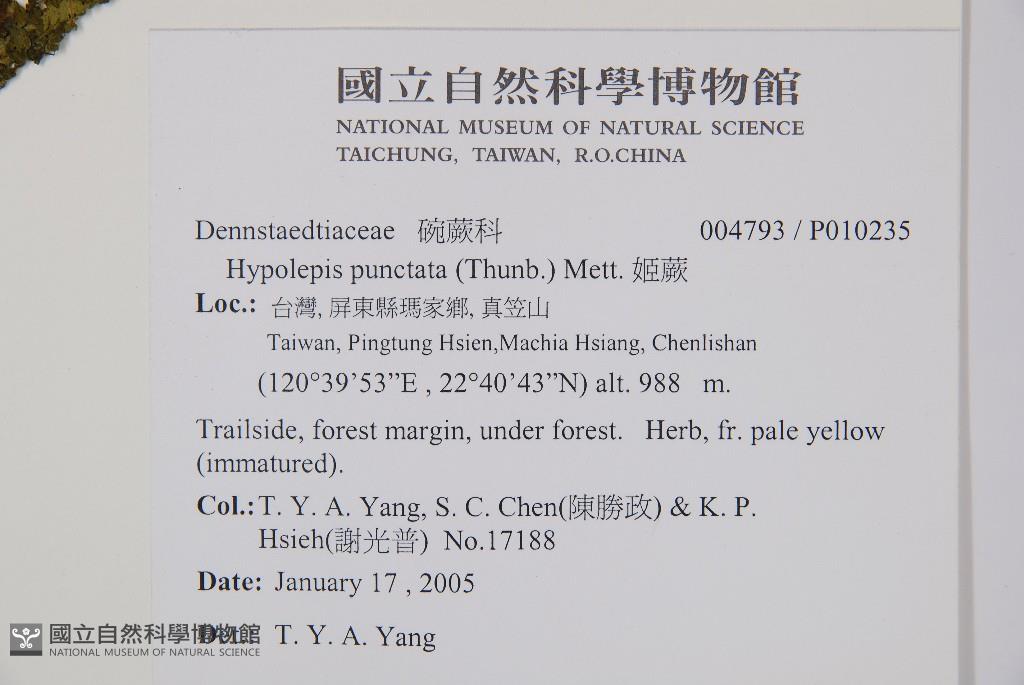 國立自然科學博物館
NATIONAL MUSEUM OF NATURAL SCIENCE
TAICHUNG, TAIWAN, R.O.CHINA
Dennstaedtiaceae 碗蕨科 004793 / P010235
Hypolepis punctata (Thunb.) Mett. 姬蕨
Loc.: 台灣, 屏東縣瑪家鄉, 真笠山
Taiwan, Pingtung Hsien,Machia Hsiang, Chenlishan
(120°39’53”E , 22°40’43”N) alt. 988 m.
Trailside, forest margin, under forest. Herb, fr. pale yellow
(immatured).
Col.: T. Y. A. Yang, S. C. Chen(陳勝政) & K. P.
Hsieh(謝光普) No.17188
Date: January 17 , 2005
T. Y. A. Yang
國立自然科學博物館
NATIONAL MUSEUM OF NATURAL SCIENCE